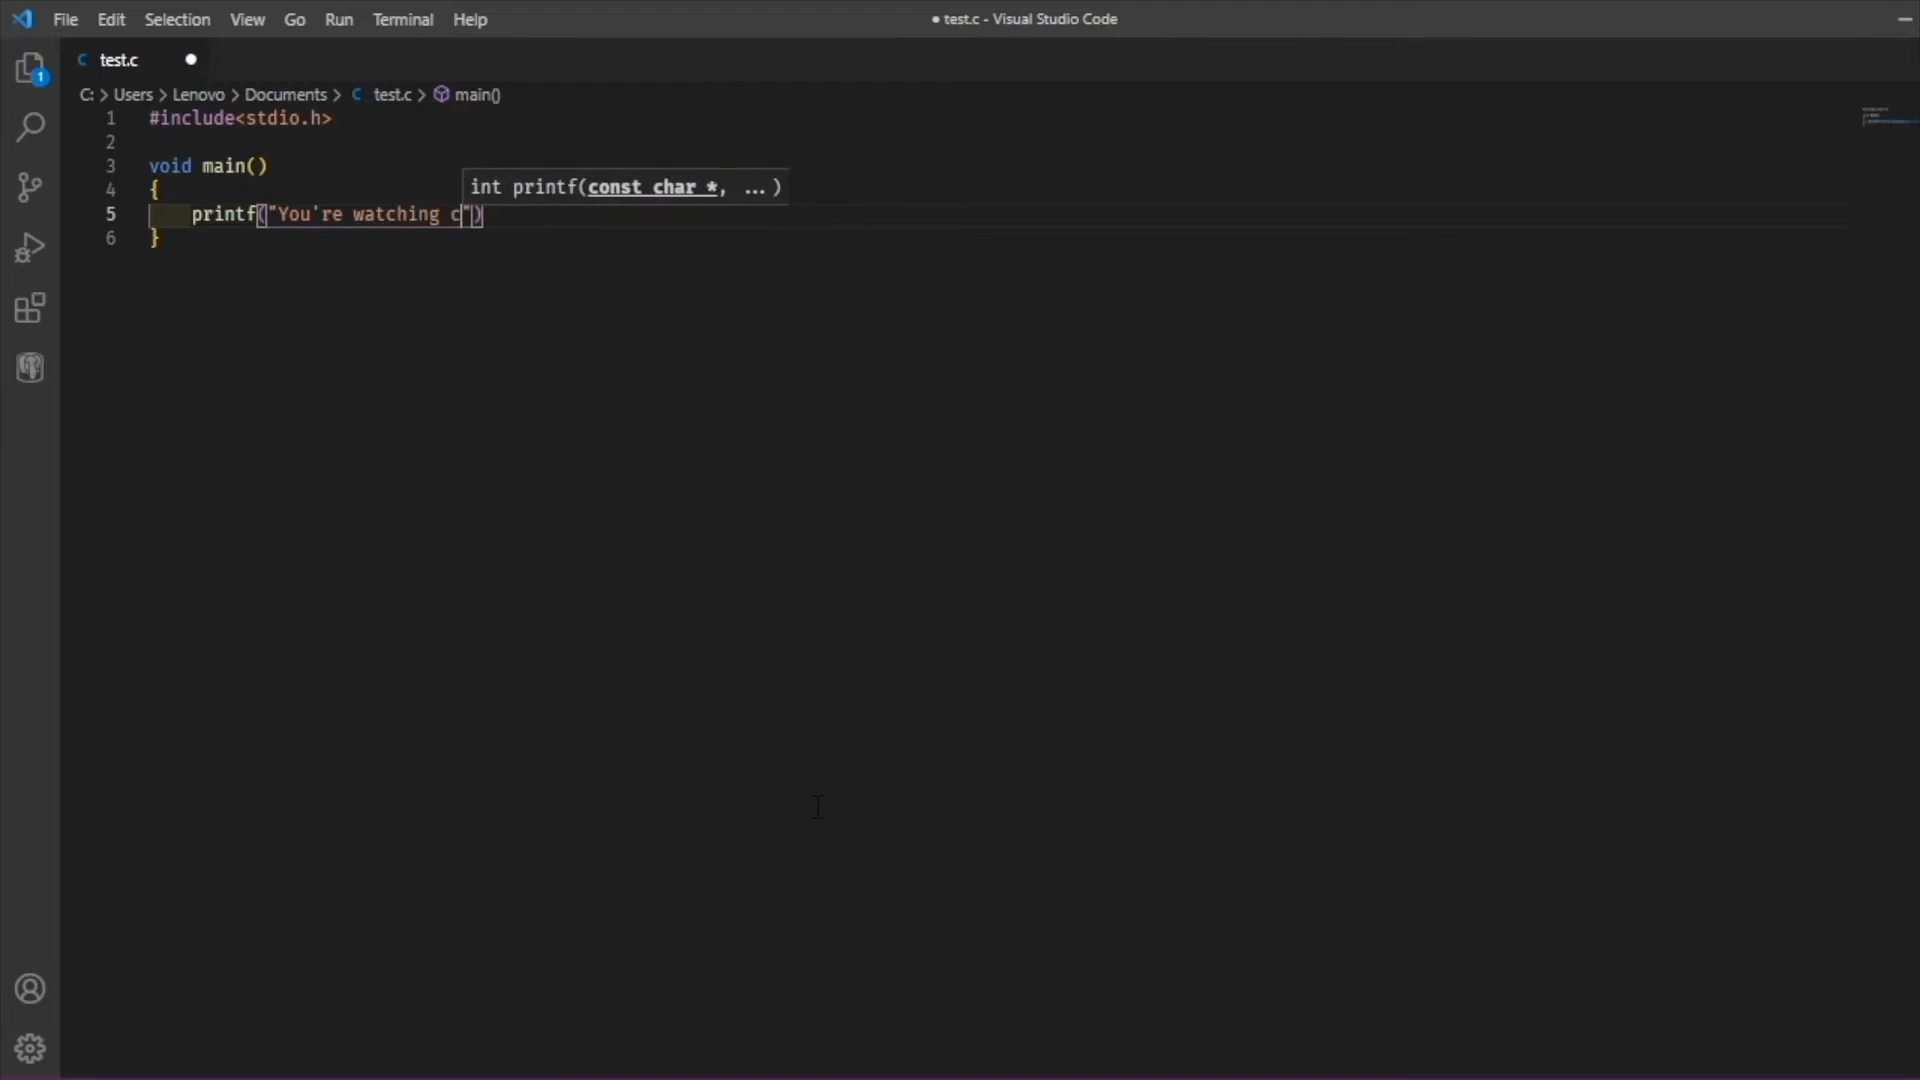 File Edit Selection View Go Run Terminal Help ● test.c - Visual Studio Code
C test.c ●
1
C: > Users > Lenovo > Documents > C test.c > main()
1 #include<stdio.h>
2
3 void main()
int printf(const char *, ...)
4 {
5 printf("You're watching c")
6 }